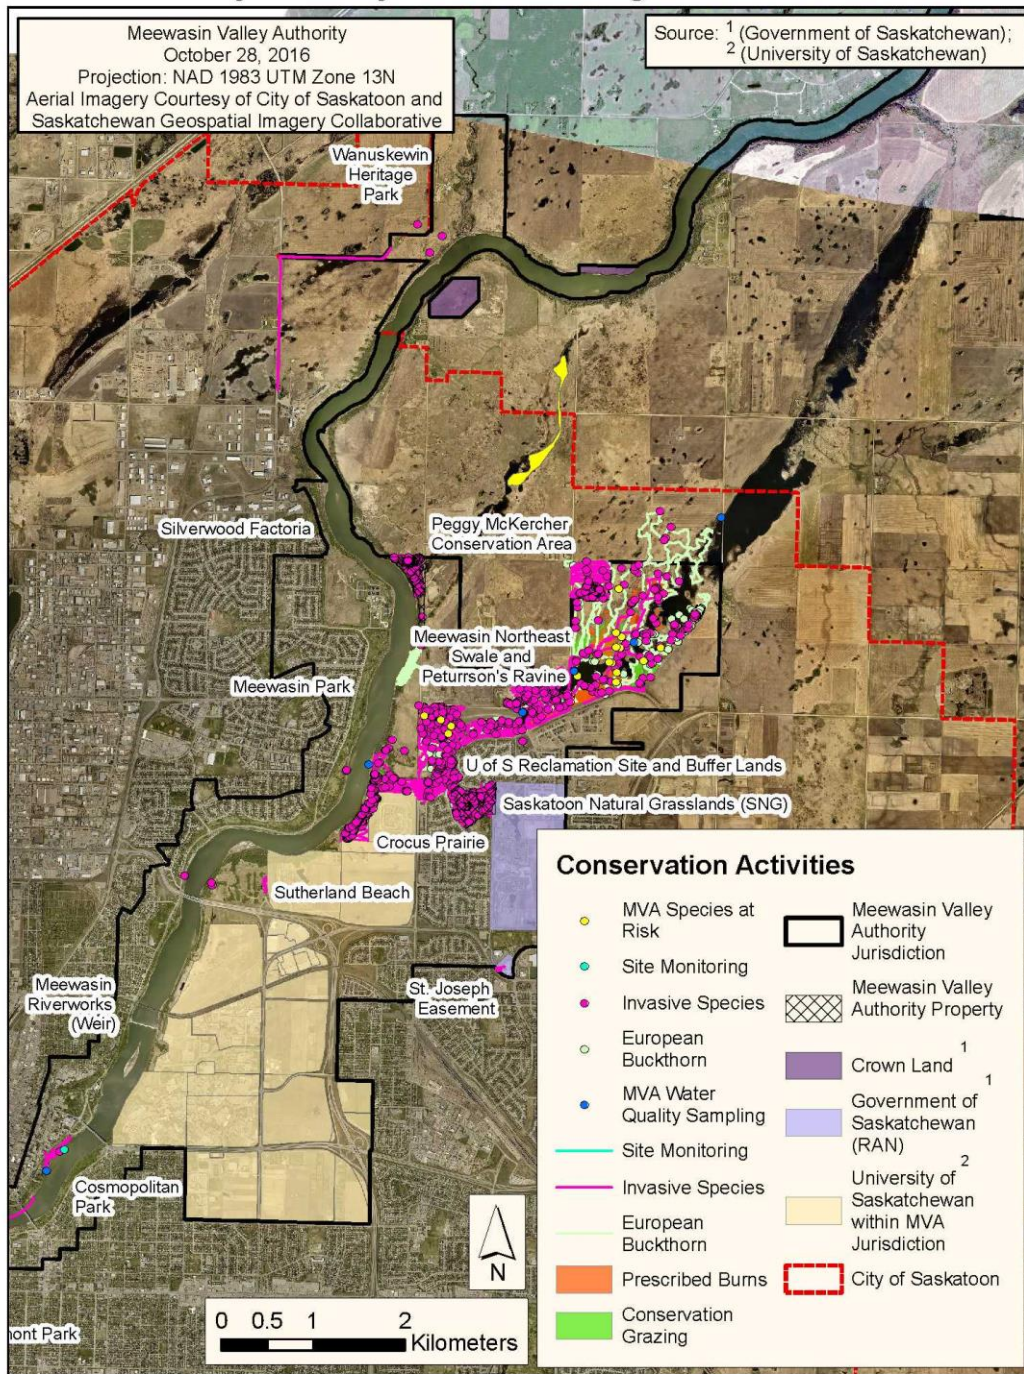 Meewasin Valley Authority
October 28, 2016
Projection: NAD 1983 UTM Zone 13N
Aerial Imagery Courtesy of City of Saskatoon and
Saskatchewan Geospatial Imagery Collaborative
Source: 1 (Government of Saskatchewan);
2 (University of Saskatchewan)
Wanuskewin
Heritage
Park
Silverwood Factoria
Peggy McKercher
Conservation Area
Meewasin Northeast
Swale and
Peturrson's Ravine
Meewasin Park
U of S Reclamation Site and Buffer Lands
Saskatoon Natural Grasslands (SNG)
Crocus Prairie
Sutherland Beach
Meewasin
Riverworks
(Weir)
St. Joseph
Easement
Cosmopolitan
Park
mont Park
N
0 0.5 1 2
Kilometers
Conservation Activities
MVA Species at
Risk
Site Monitoring
Invasive Species
European
Buckthorn
MVA Water
Quality Sampling
Site Monitoring
Invasive Species
European
Buckthorn
Prescribed Burns
Conservation
Grazing
Meewasin Valley
Authority
Jurisdiction
Meewasin Valley
Authority Property
Crown Land 1
Government of 1
Saskatchewan
(RAN)
University of 2
Saskatchewan
within MVA
Jurisdiction
City of Saskatoon